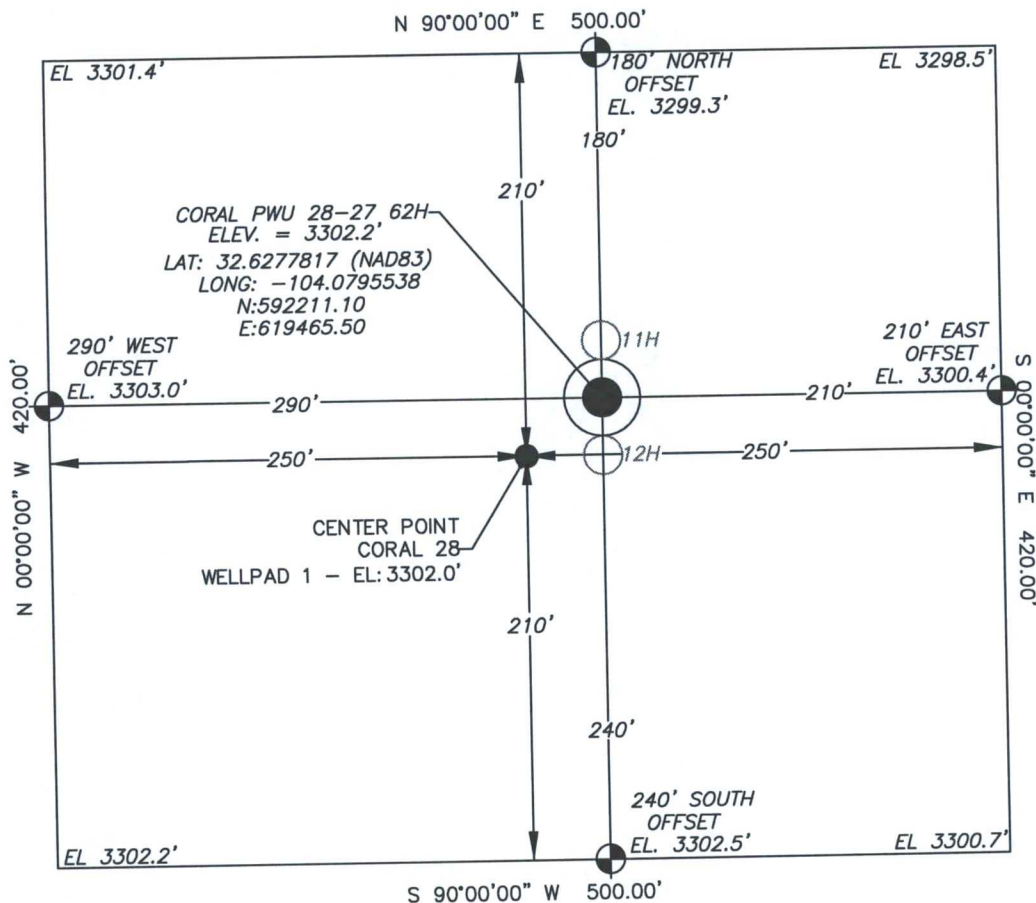 N 90°00'00" E 500.00'
EL 3301.4'
180' NORTH
OFFSET
EL. 3299.3'
EL 3298.5'
180'
210'
CORAL PWU 28-27 62H
ELEV. = 3302.2'
LAT: 32.6277817 (NAD83)
LONG: -104.0795538
N:592211.10
E:619465.50
11H
290' WEST
OFFSET
EL. 3303.0'
210' EAST
OFFSET
EL. 3300.4'
290'
210'
12H
250'
250'
N 00°00'00" W 420.00'
S 00°00'00" E 420.00'
CENTER POINT
CORAL 28
WELLPAD 1 - EL: 3302.0'
210'
240'
240' SOUTH
OFFSET
EL. 3302.5'
EL 3302.2'
EL 3300.7'
S 90°00'00" W 500.00'